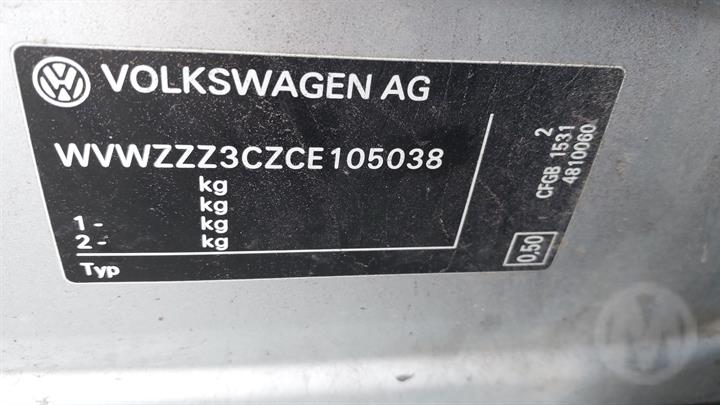 VOLKSWAGEN AG
WVWZZZ3CZCE105038
kg
kg
1 - kg
2 - kg
Typ
2
CFGB 1531
4810060
0.50